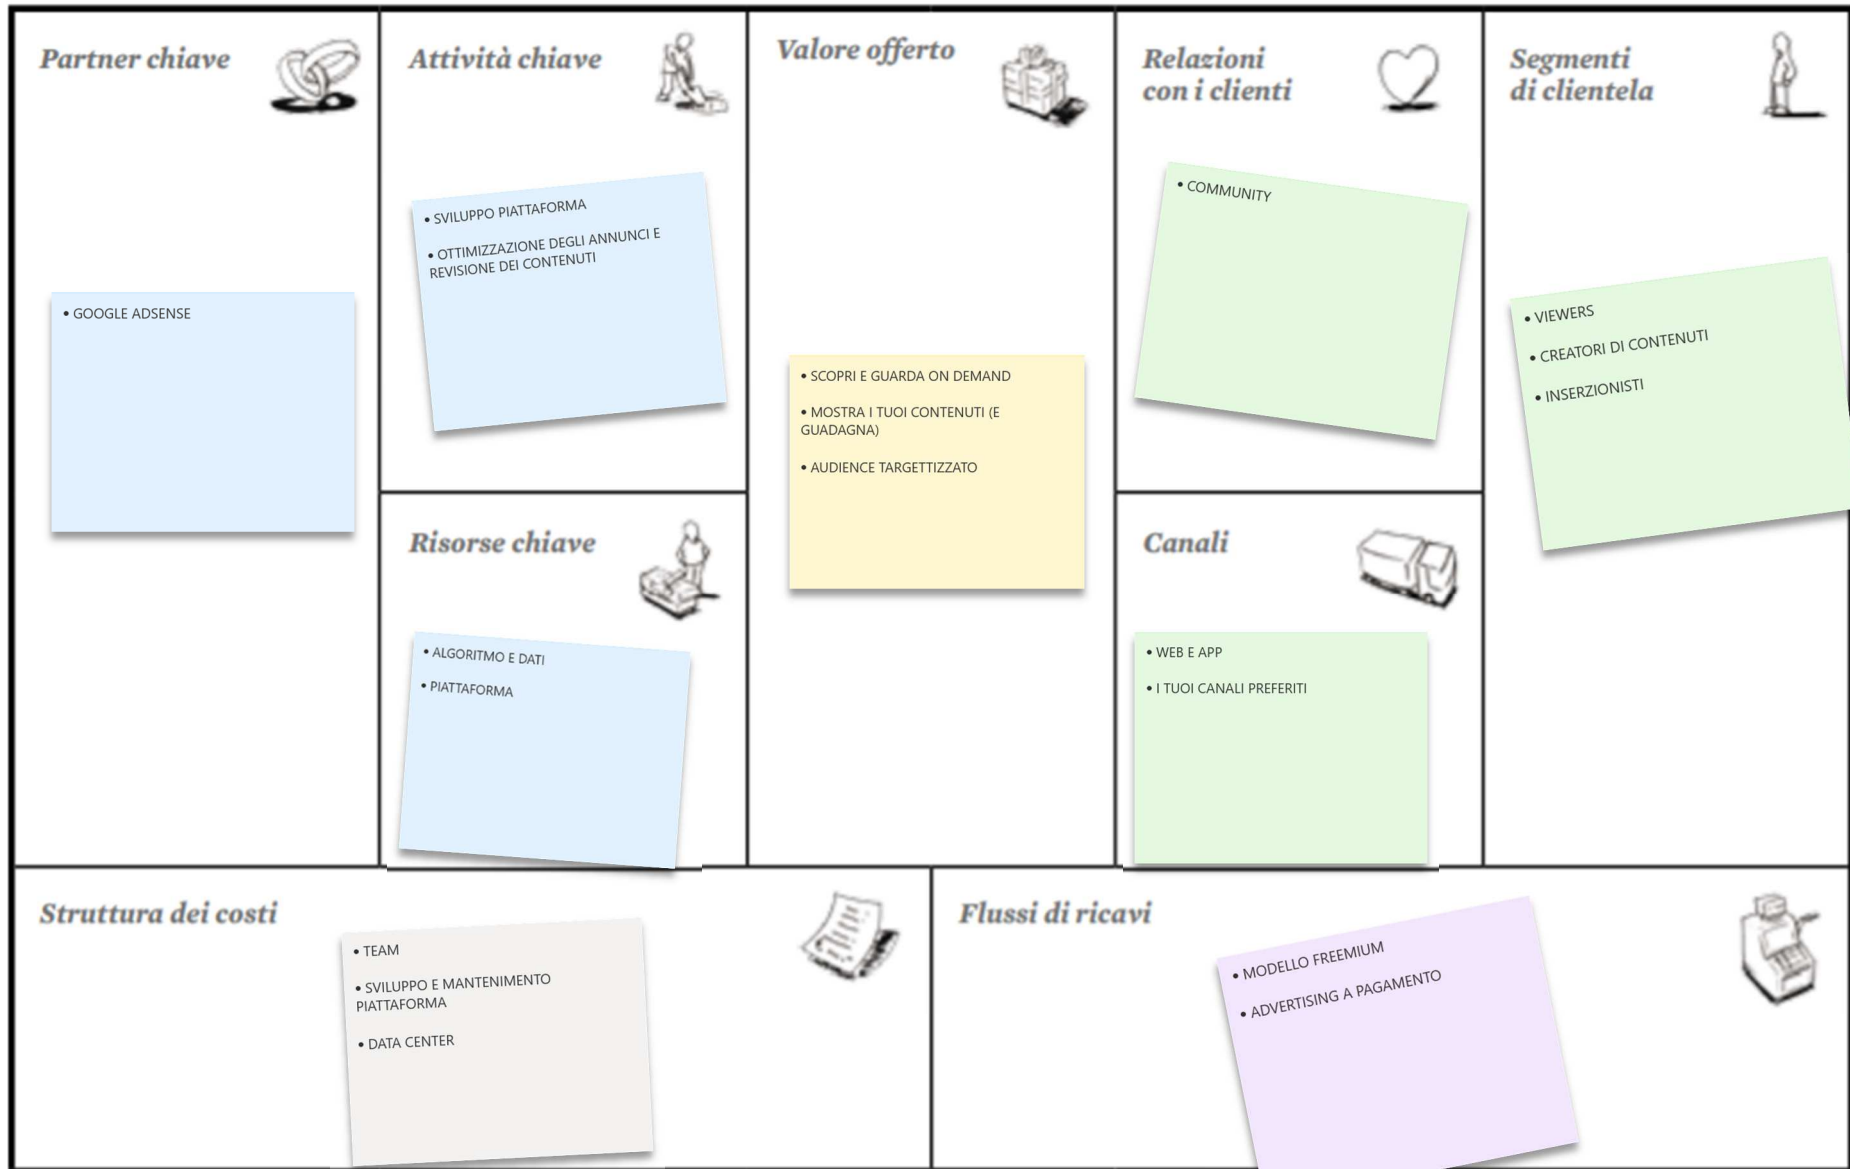 Partner chiave
• GOOGLE ADSENSE
Attività chiave
• SVILUPPO PIATTAFORMA
• OTTIMIZZAZIONE DEGLI ANNUNCI E
REVISIONE DEI CONTENUTI
Risorse chiave
• ALGORITMO E DATI
• PIATTAFORMA
Valore offerto
• SCOPRI E GUARDA ON DEMAND
• MOSTRA I TUOI CONTENUTI (E
GUADAGNA)
• AUDIENCE TARGETTIZZATO
Relazioni
con i clienti
• COMMUNITY
Canali
• WEB E APP
• I TUOI CANALI PREFERITI
Segmenti
di clientela
• VIEWERS
• CREATORI DI CONTENUTI
• INSERZIONISTI
Struttura dei costi
• TEAM
• SVILUPPO E MANTENIMENTO
PIATTAFORMA
• DATA CENTER
Flussi di ricavi
• MODELLO FREEMIUM
• ADVERTISING A PAGAMENTO